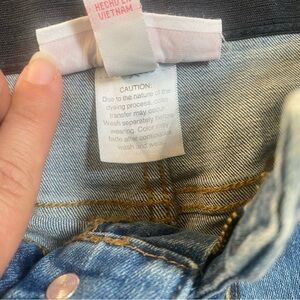 HECHO EN
VIETNAM
CAUTION:
Due to the nature of the
dyeing process, color
transfer may occur.
Wash separately before
wearing. Color may
fade after continuous
wash and wear.